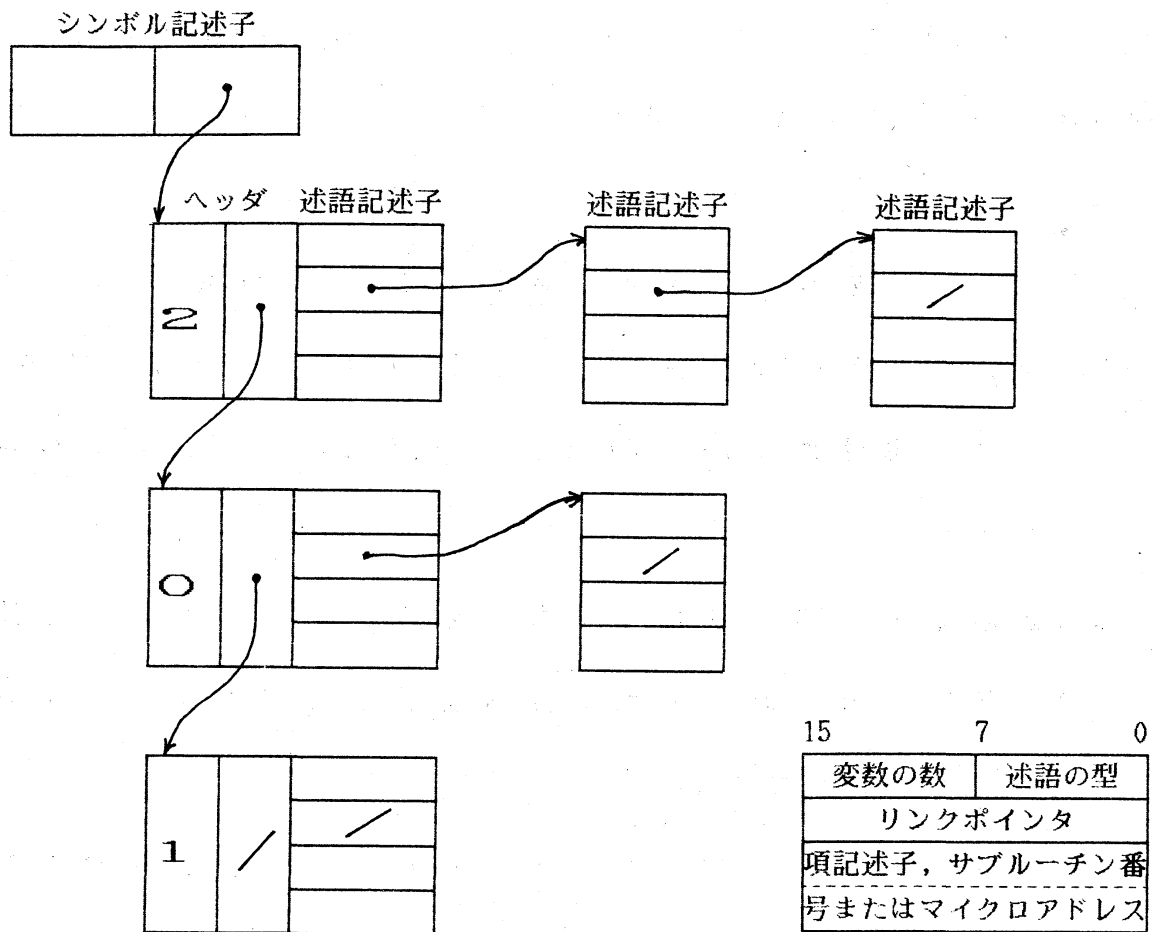 シンボル記述子
ヘッダ 述語記述子 述語記述子 述語記述子
2
0
1
15 7 0
変数の数 述語の型
リンクポインタ
項記述子，サブルーチン番
号またはマイクロアドレス